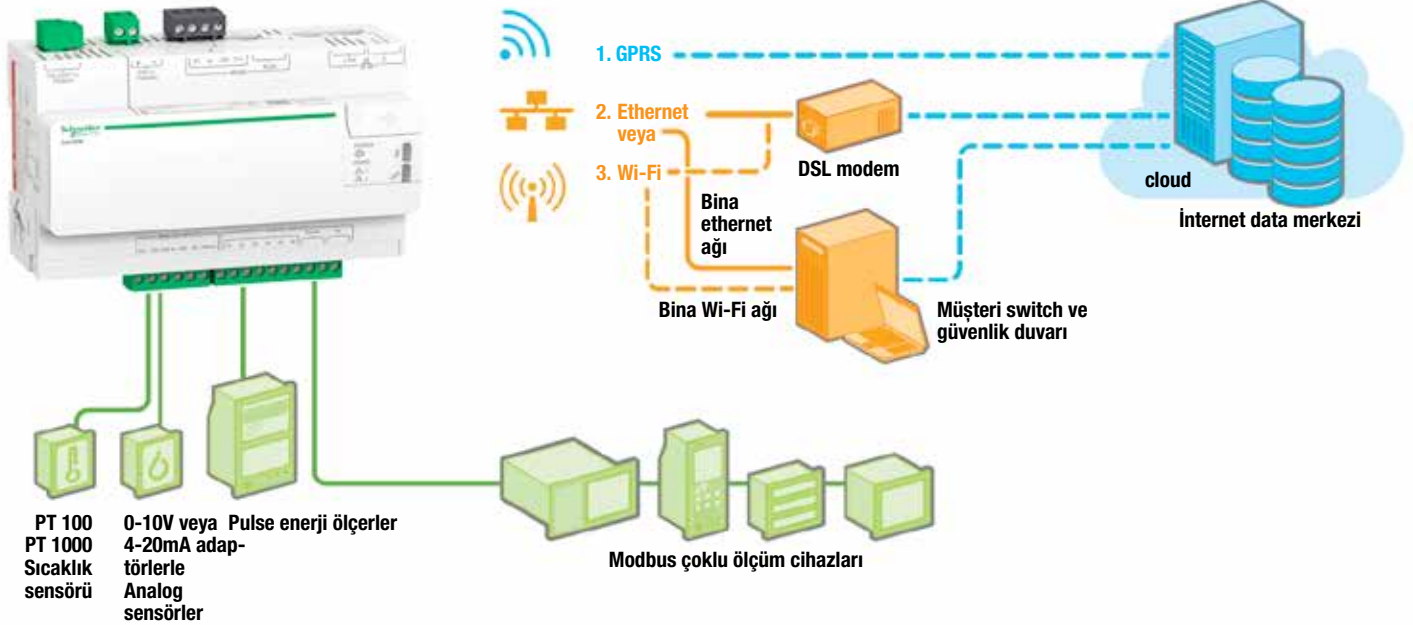 Schneider
1. GPRS
2. Ethernet
veya
3. Wi-Fi
DSL modem
Bina
ethernet
ağı
Bina Wi-Fi ağı
Müşteri switch ve
güvenlik duvarı
cloud
İnternet data merkezi
PT 100
PT 1000
Sıcaklık
sensörü
0-10V veya
4-20mA adap-
törlerle
Analog
sensörler
Pulse enerji ölçerler
Modbus çoklu ölçüm cihazları